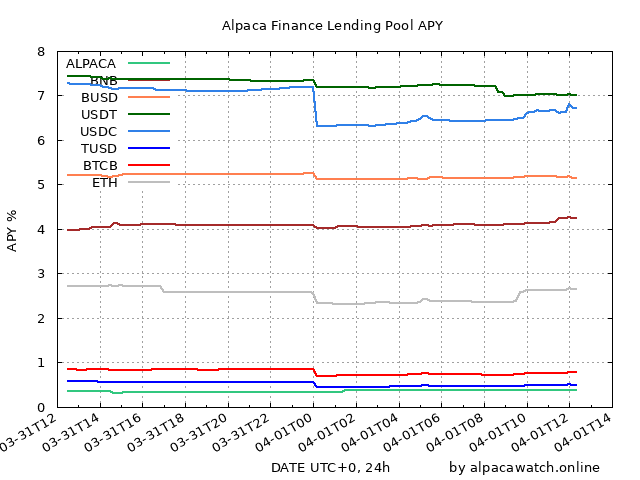 Alpaca Finance Lending Pool APY
8
7
6
5
4
3
2
1
0
APY %
ALPACA
BNB
BUSD
USDT
USDC
TUSD
BTCB
ETH
03-31T12
03-31T14
03-31T16
03-31T18
03-31T20
03-31T22
04-01T00
04-01T02
04-01T04
04-01T06
04-01T08
04-01T10
04-01T12
04-01T14
DATE UTC+0, 24h
by alpacawatch.online